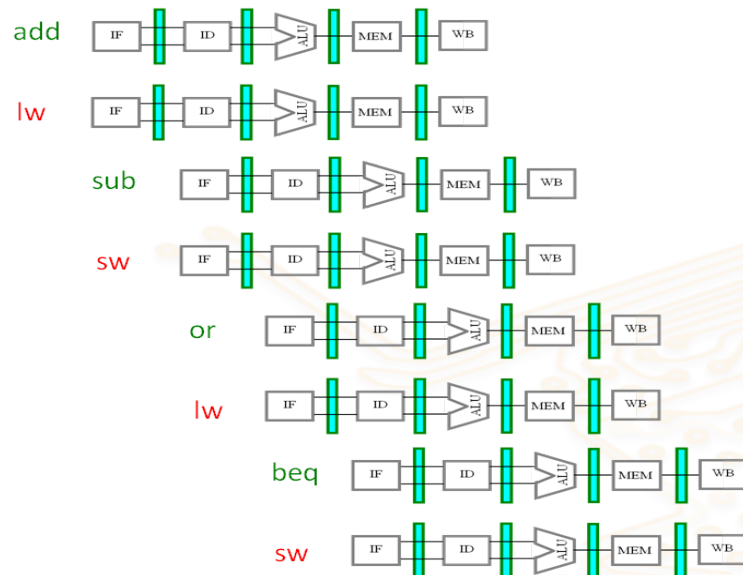 add IF ID ALU MEM WB
lw IF ID ALU MEM WB
sub IF ID ALU MEM WB
sw IF ID ALU MEM WB
or IF ID ALU MEM WB
lw IF ID ALU MEM WB
beq IF ID ALU MEM WB
sw IF ID ALU MEM WB